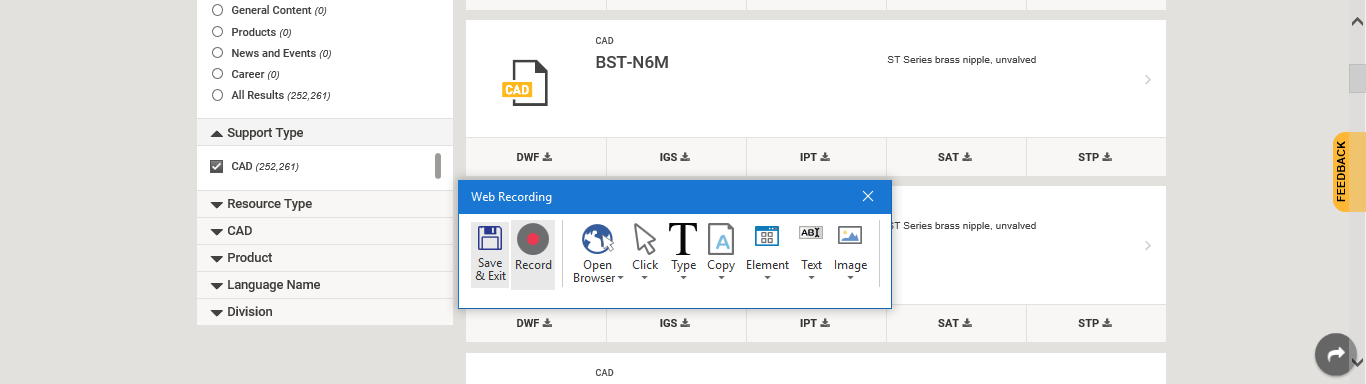 General Content (0)
Products (0)
News and Events (0)
Career (0)
All Results (252,261)
Support Type
CAD (252,261)
Resource Type
CAD
Product
Language Name
Division
CAD
BST-N6M
ST Series brass nipple, unvalved
CAD
DWF
IGS
IPT
SAT
STP
Web Recording
Save
& Exit
Record
Open
Browser
Click
Type
Copy
Element
ABI
Text
Image
A
ST Series brass nipple, unvalved
DWF
IGS
IPT
SAT
STP
CAD
FEEDBACK